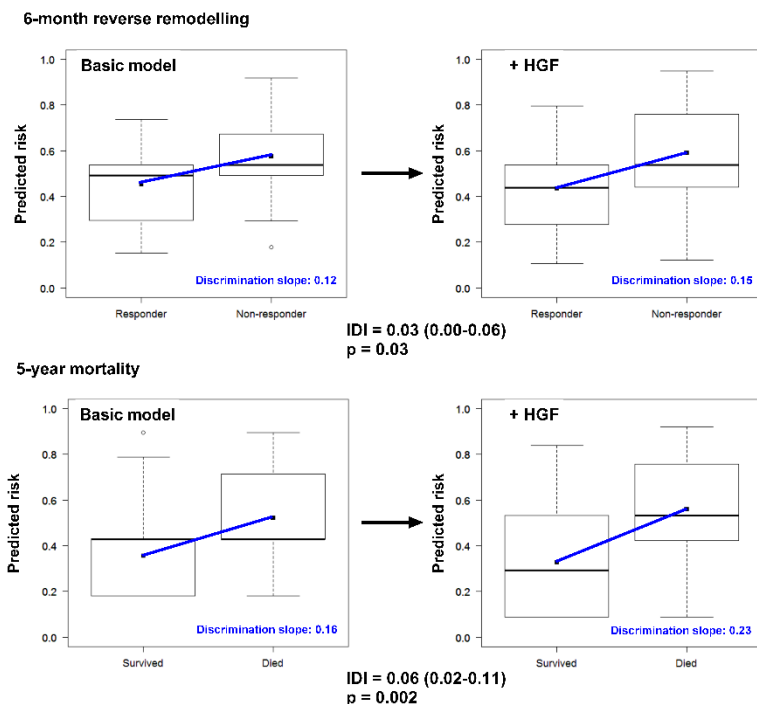 6-month reverse remodelling
Basic model
Predicted risk
1.0
0.8
0.6
0.4
0.2
0.0
Discrimination slope: 0.12
Responder
Non-responder
+ HGF
Predicted risk
1.0
0.8
0.6
0.4
0.2
0.0
Discrimination slope: 0.15
Responder
Non-responder
IDI = 0.03 (0.00-0.06)
p = 0.03
5-year mortality
Basic model
Predicted risk
1.0
0.8
0.6
0.4
0.2
0.0
Discrimination slope: 0.16
Survived
Died
+ HGF
Predicted risk
1.0
0.8
0.6
0.4
0.2
0.0
Discrimination slope: 0.23
Survived
Died
IDI = 0.06 (0.02-0.11)
p = 0.002